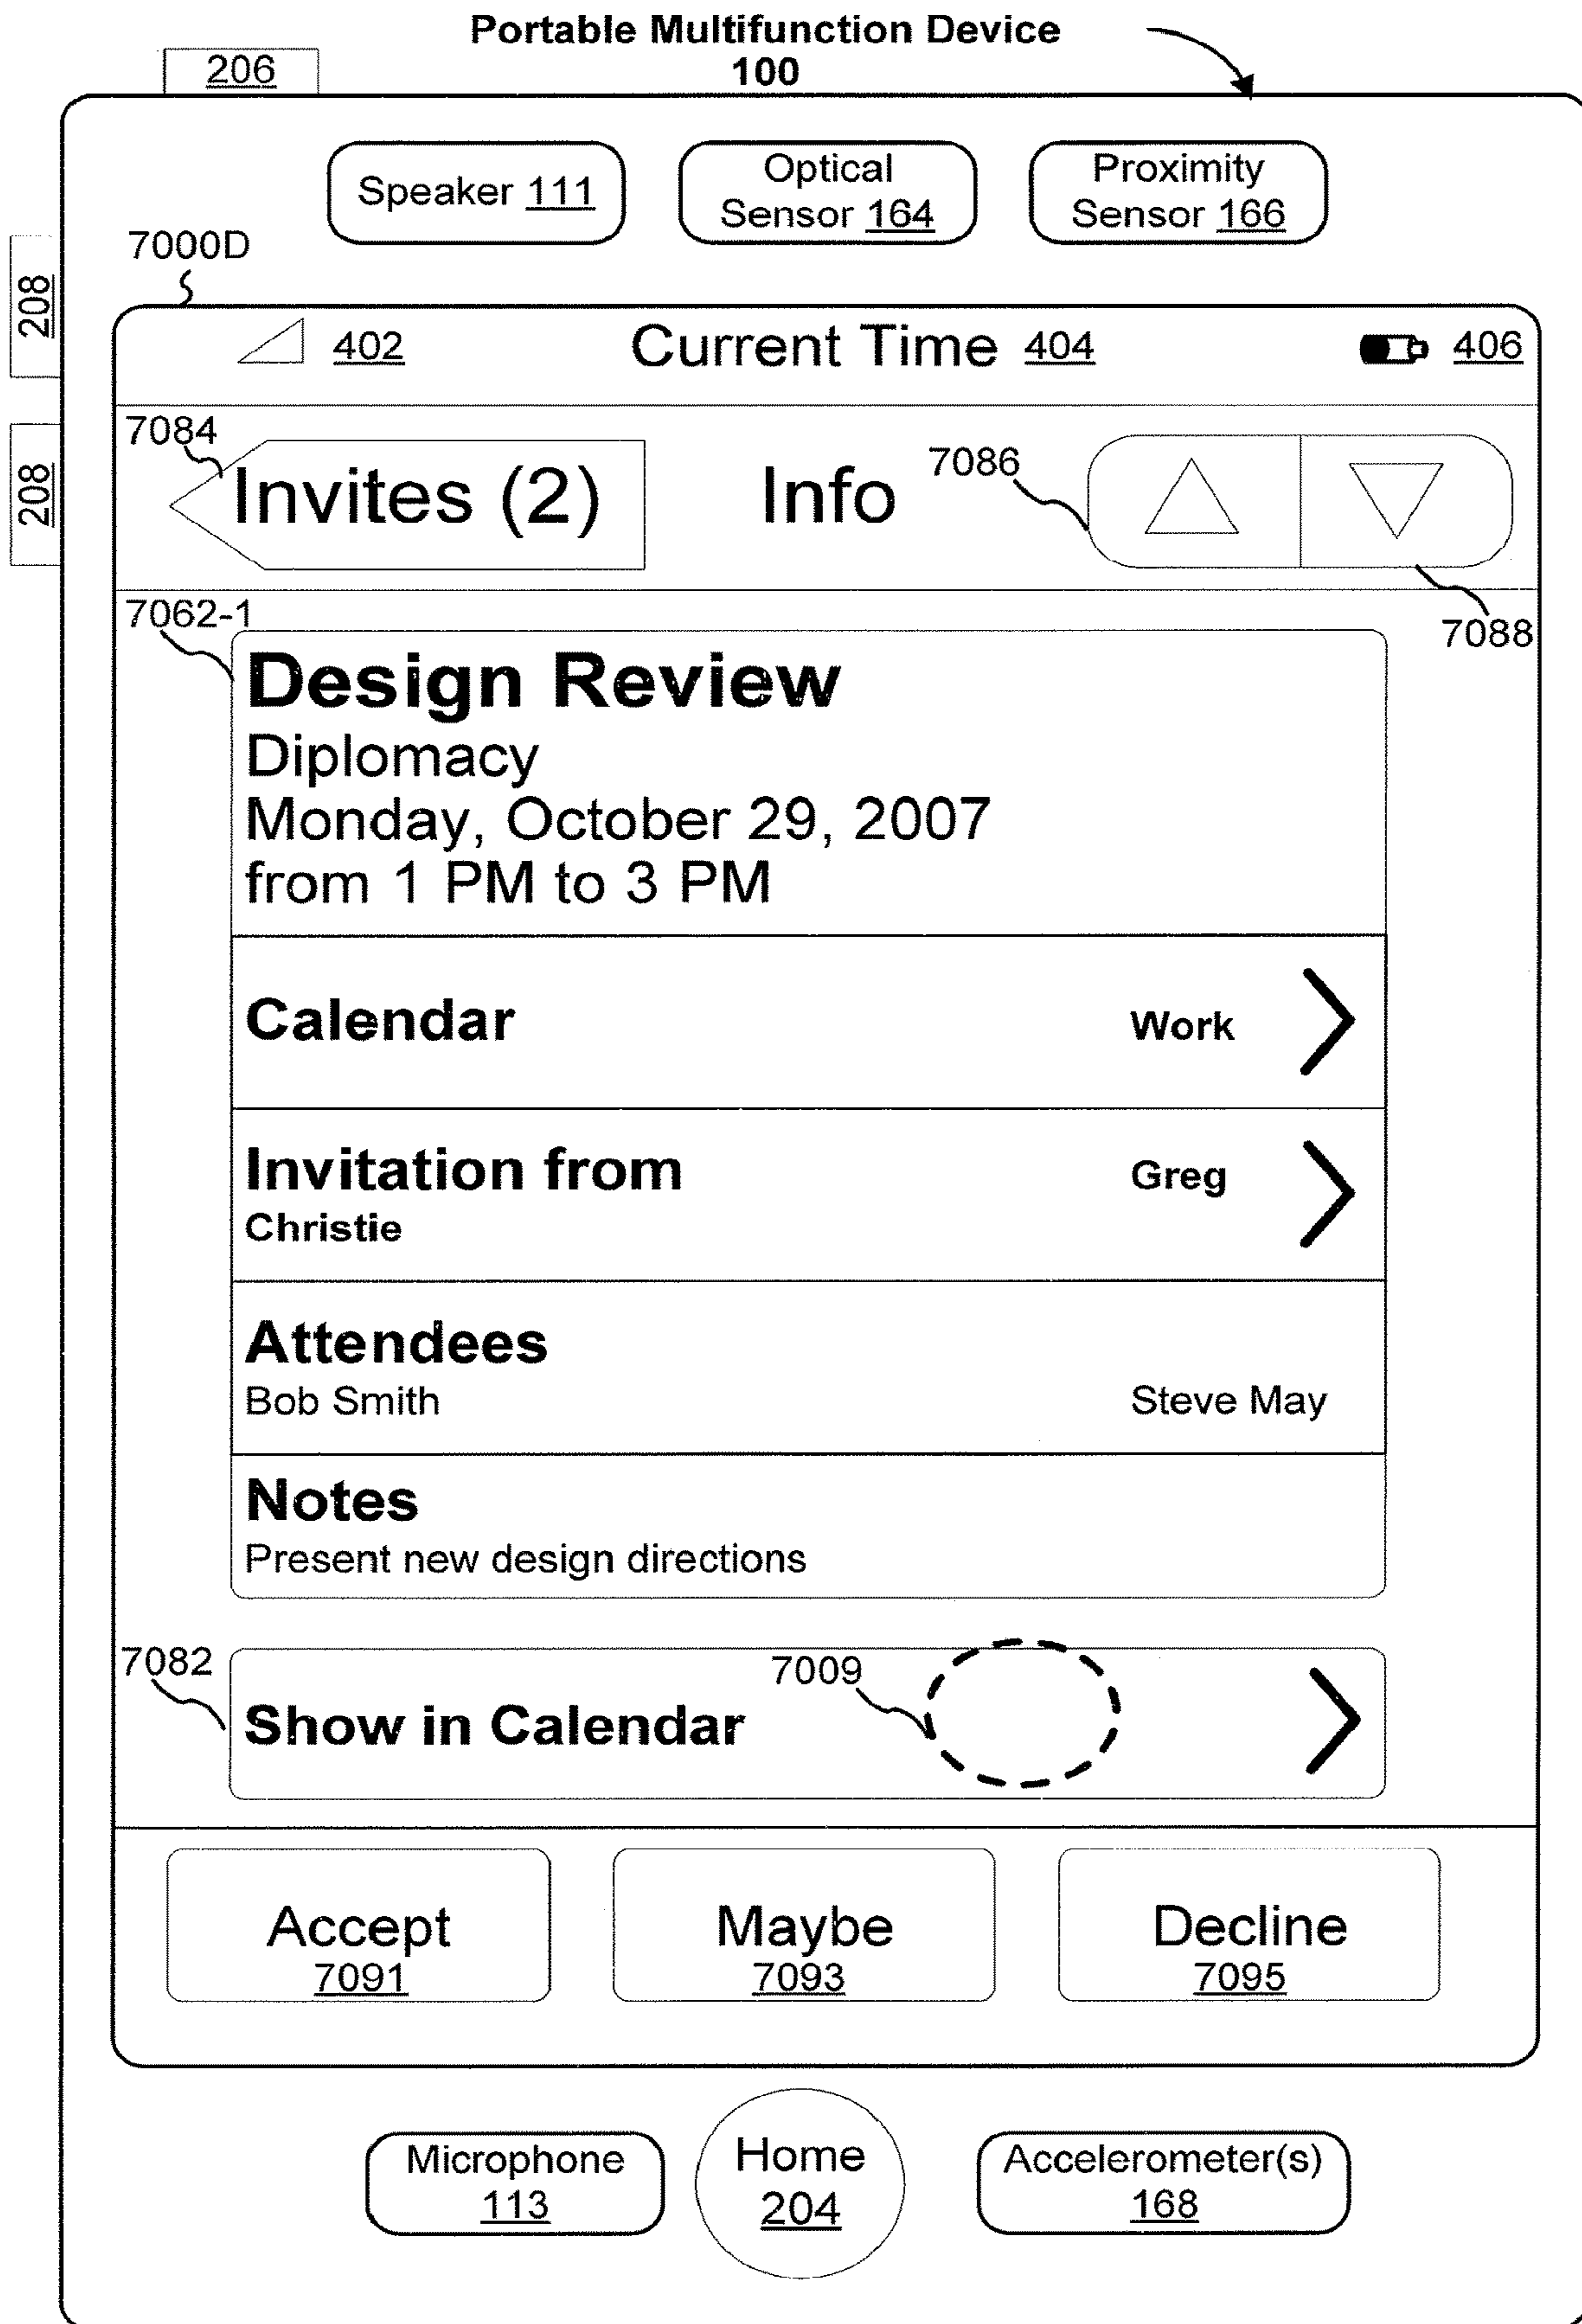 Portable Multifunction Device
100
206
Speaker 111
Optical
Sensor 164
Proximity
Sensor 166
7000D
208
402
Current Time 404
406
7084
208
Invites (2)
Info
7086
7088
7062-1
Design Review
Diplomacy
Monday, October 29, 2007
from 1 PM to 3 PM
Calendar
Work
Invitation from
Greg
Christie
Attendees
Bob Smith
Steve May
Notes
Present new design directions
7082
7009
Show in Calendar
Accept
7091
Maybe
7093
Decline
7095
Microphone
113
Home
204
Accelerometer(s)
168